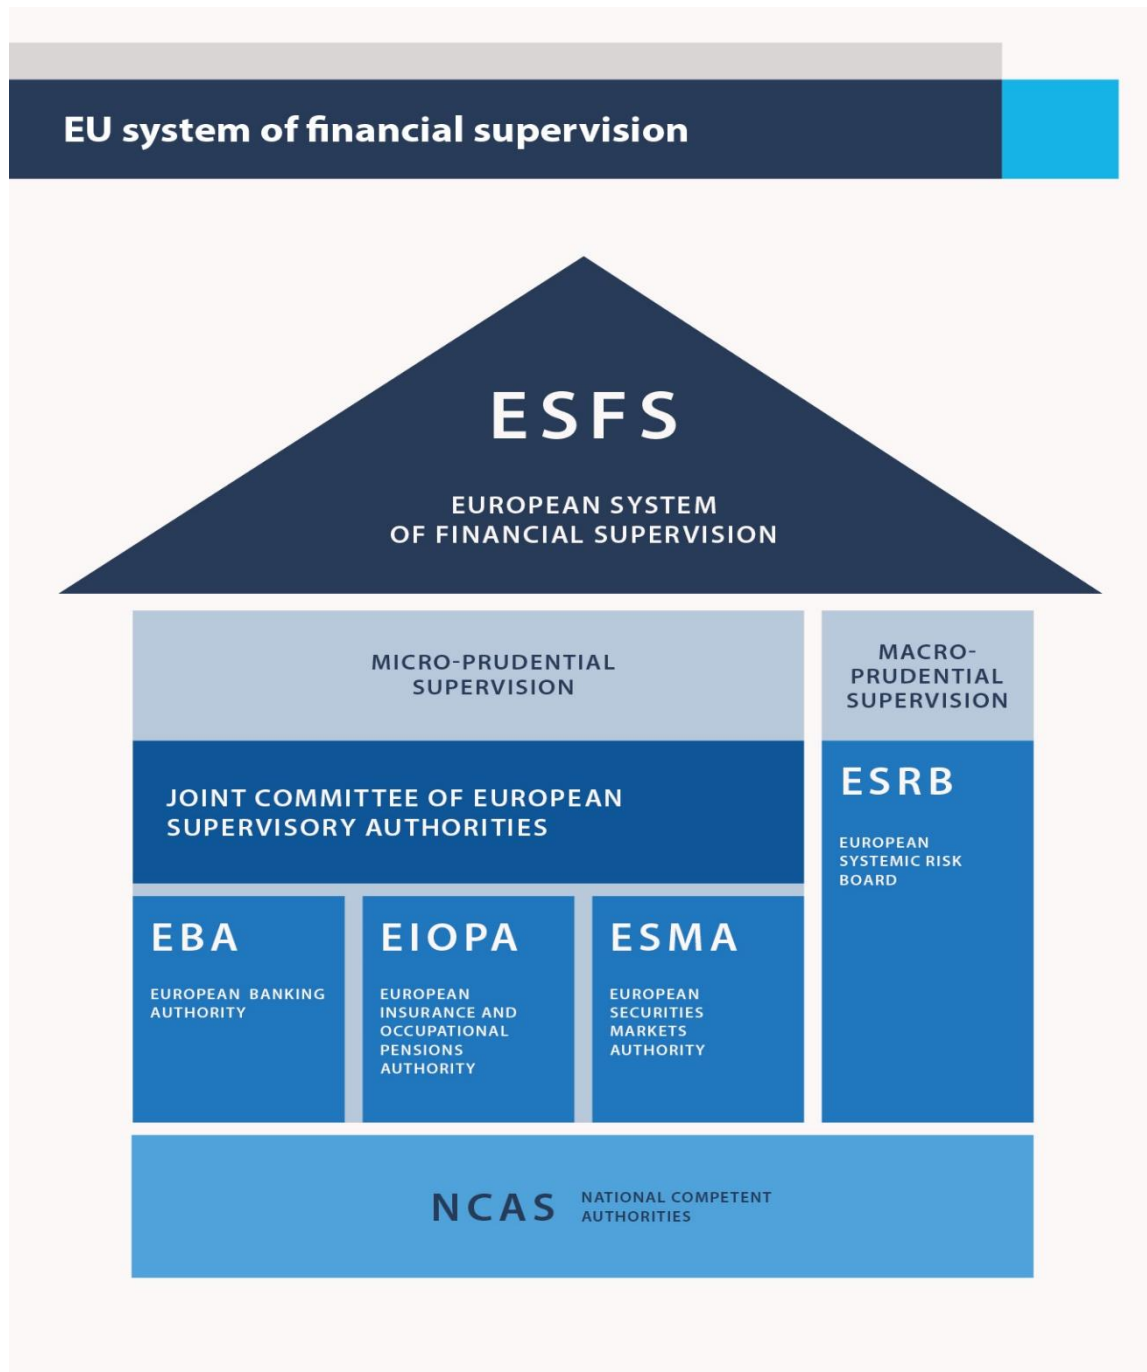 EU system of financial supervision
ESFS
EUROPEAN SYSTEM
OF FINANCIAL SUPERVISION
MICRO-PRUDENTIAL
SUPERVISION
MACRO-
PRUDENTIAL
SUPERVISION
JOINT COMMITTEE OF EUROPEAN
SUPERVISORY AUTHORITIES
ESRB
EUROPEAN
SYSTEMIC RISK
BOARD
EBA
EUROPEAN BANKING
AUTHORITY
EIOPA
EUROPEAN
INSURANCE AND
OCCUPATIONAL
PENSIONS
AUTHORITY
ESMA
EUROPEAN
SECURITIES
MARKETS
AUTHORITY
NCAS
NATIONAL COMPETENT
AUTHORITIES